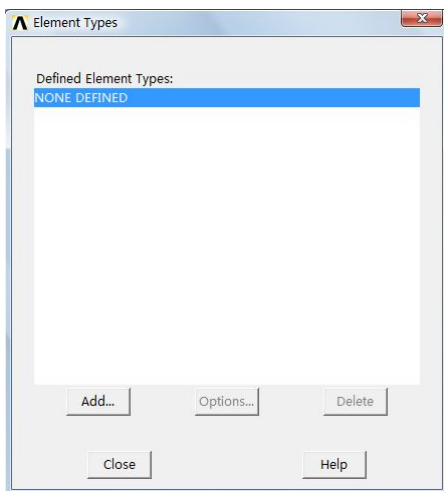 Element Types
Defined Element Types:
NONE DEFINED
Add... Options... Delete
Close Help